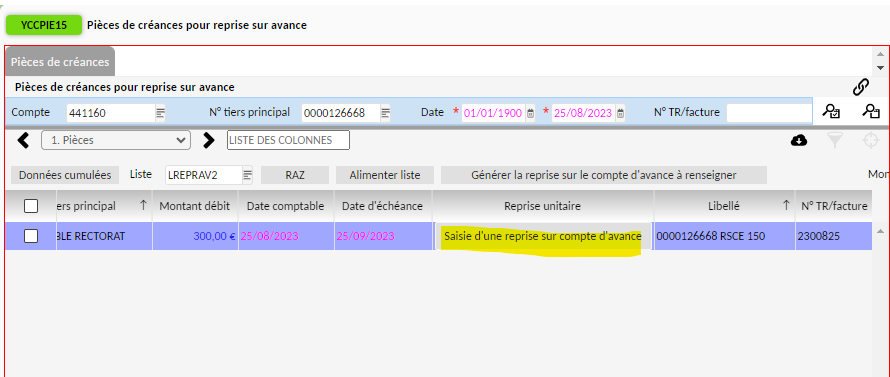 YCCPIE15 Pièces de créances pour reprise sur avance
Pièces de créances
Pièces de créances pour reprise sur avance
Compte 441160 N° tiers principal 0000126668 Date * 01/01/1900 * 25/08/2023 N° TR/facture
1. Pièces LISTE DES COLONNES
Données cumulées Liste LREPRAV2 RAZ Alimenter liste Générer la reprise sur le compte d'avance à renseigner Mon
ers principal ↑ Montant débit Date comptable Date d'échéance Reprise unitaire Libellé ↑ N° TR/facture
BLE RECTORAT 300,00 € 25/08/2023 25/09/2023 Saisie d'une reprise sur compte d'avance 0000126668 RSCE 150 2300825